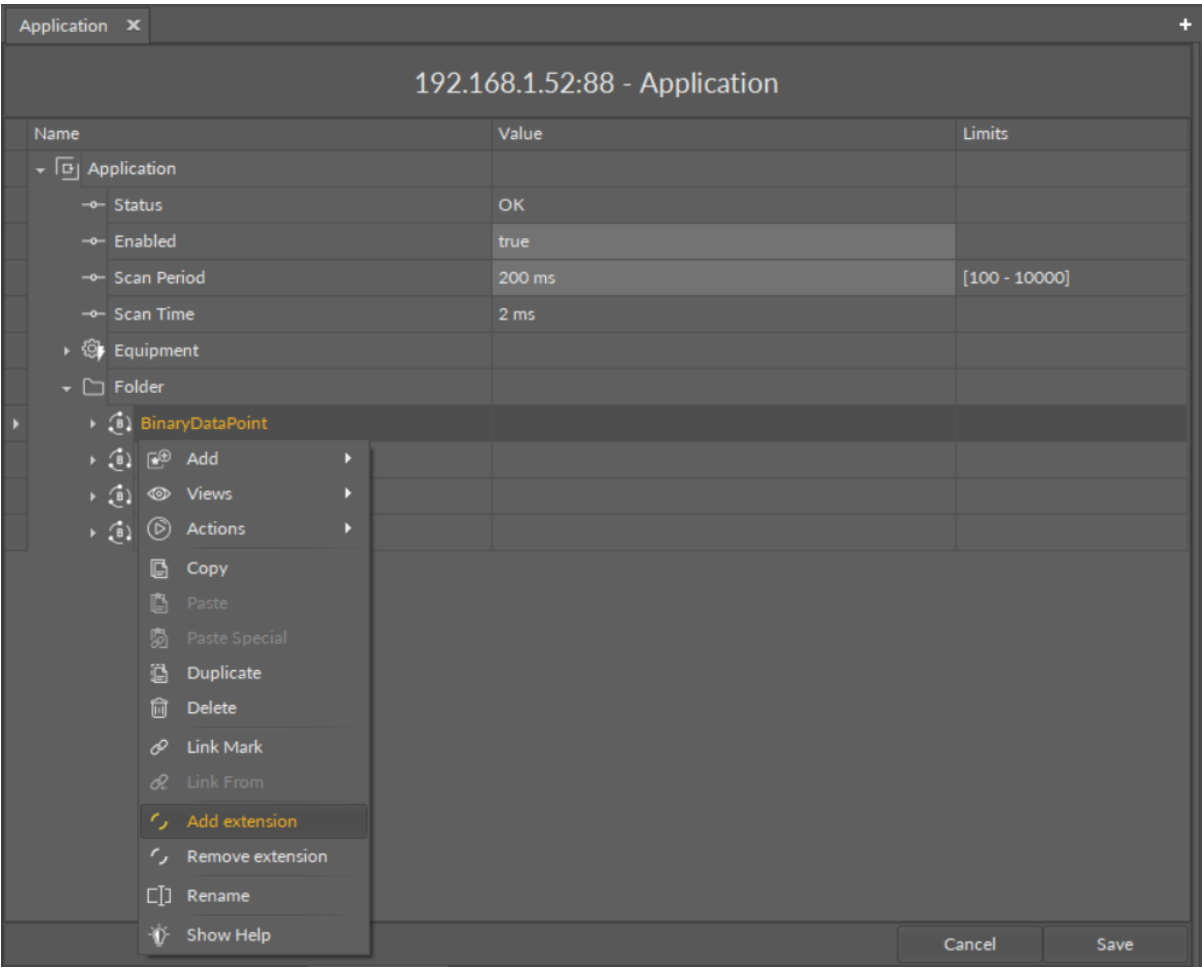 Application
192.168.1.52:88 - Application
Name Value Limits
Application
Status OK
Enabled true
Scan Period 200 ms [100 - 10000]
Scan Time 2 ms
Equipment
Folder
BinaryDataPoint
Add
Views
Actions
Copy
Paste
Paste Special
Duplicate
Delete
Link Mark
Link From
Add extension
Remove extension
Rename
Show Help
Cancel Save